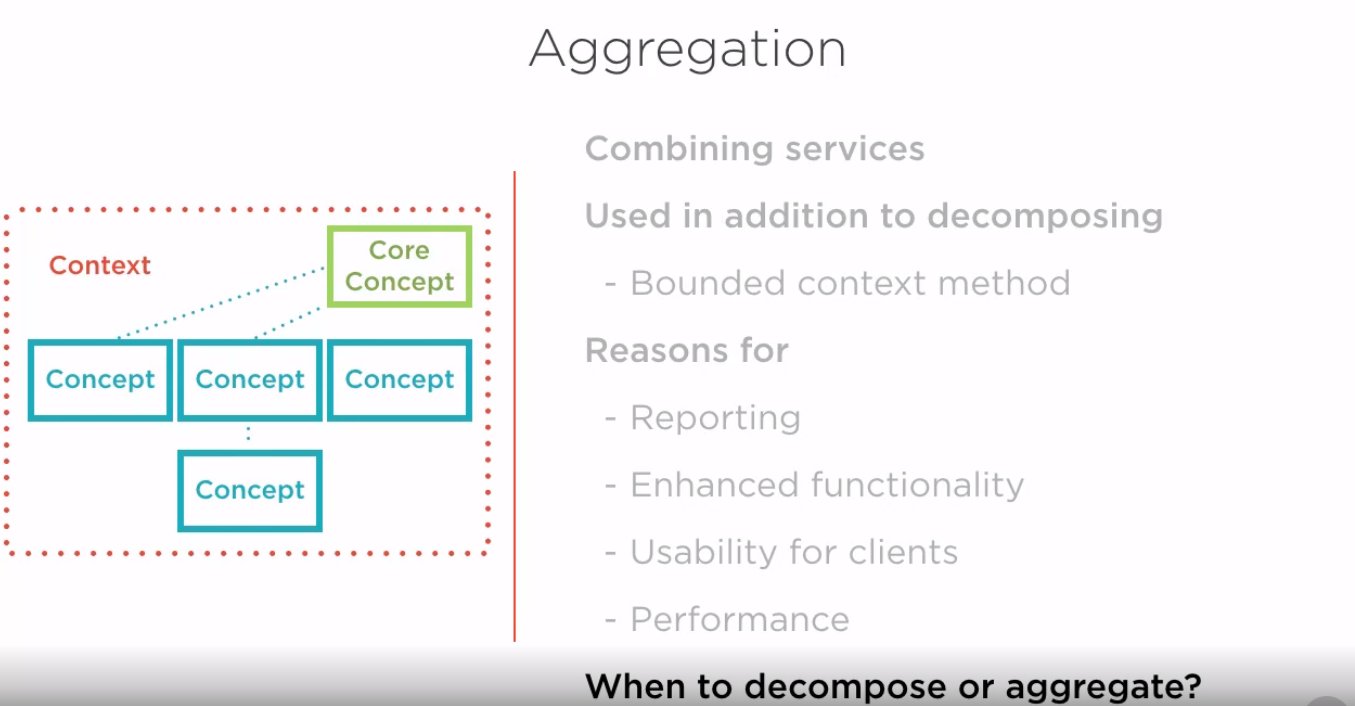 Aggregation
Context
Core
Concept
Concept Concept Concept
Concept
Combining services
Used in addition to decomposing
- Bounded context method
Reasons for
- Reporting
- Enhanced functionality
- Usability for clients
- Performance
When to decompose or aggregate?